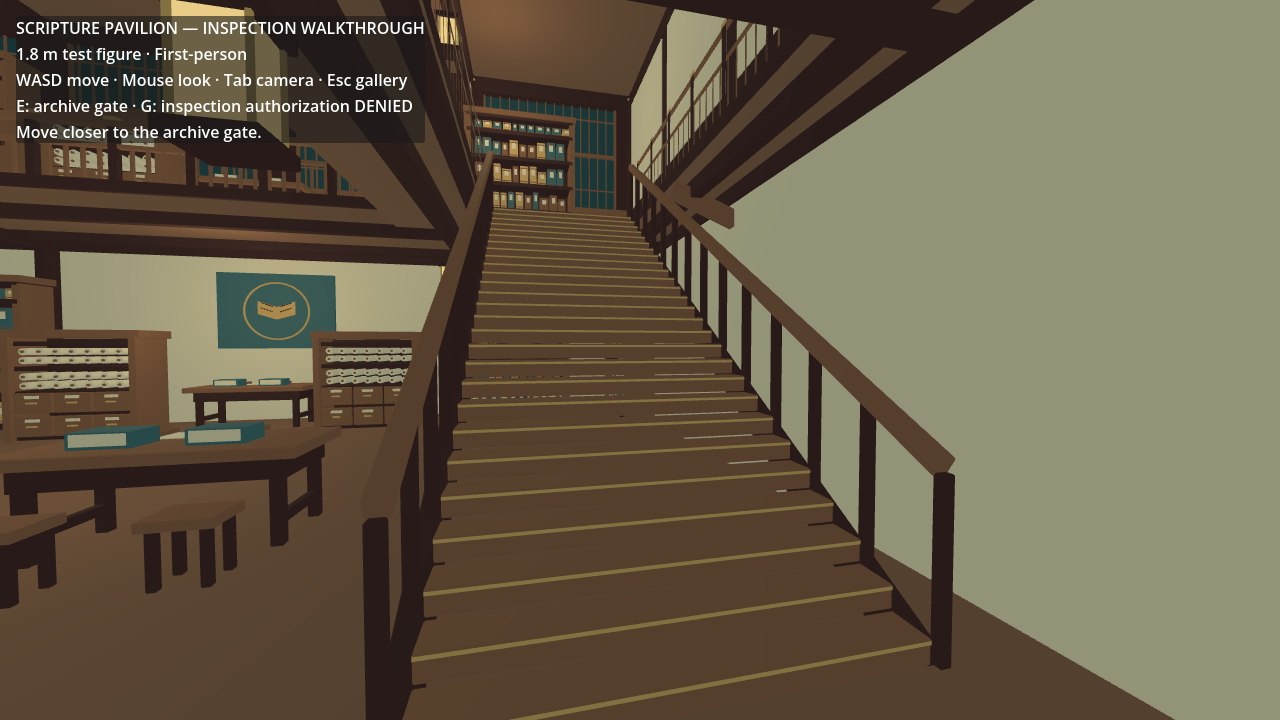 SCRIPTURE PAVILION — INSPECTION WALKTHROUGH
1.8 m test figure · First-person
WASD move · Mouse look · Tab camera · Esc gallery
E: archive gate · G: inspection authorization DENIED
Move closer to the archive gate.